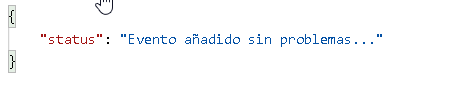 {
"status": "Evento añadido sin problemas..."
}